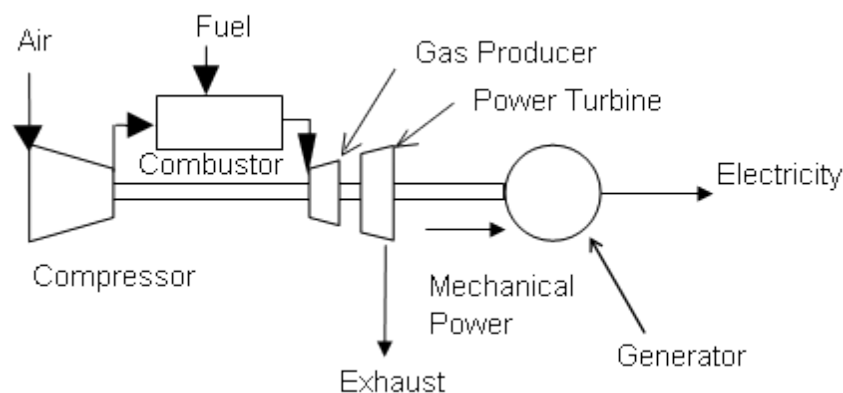 Fuel
Air
Gas Producer
Power Turbine
Combustor
Electricity
Compressor
Mechanical
Power
Generator
Exhaust